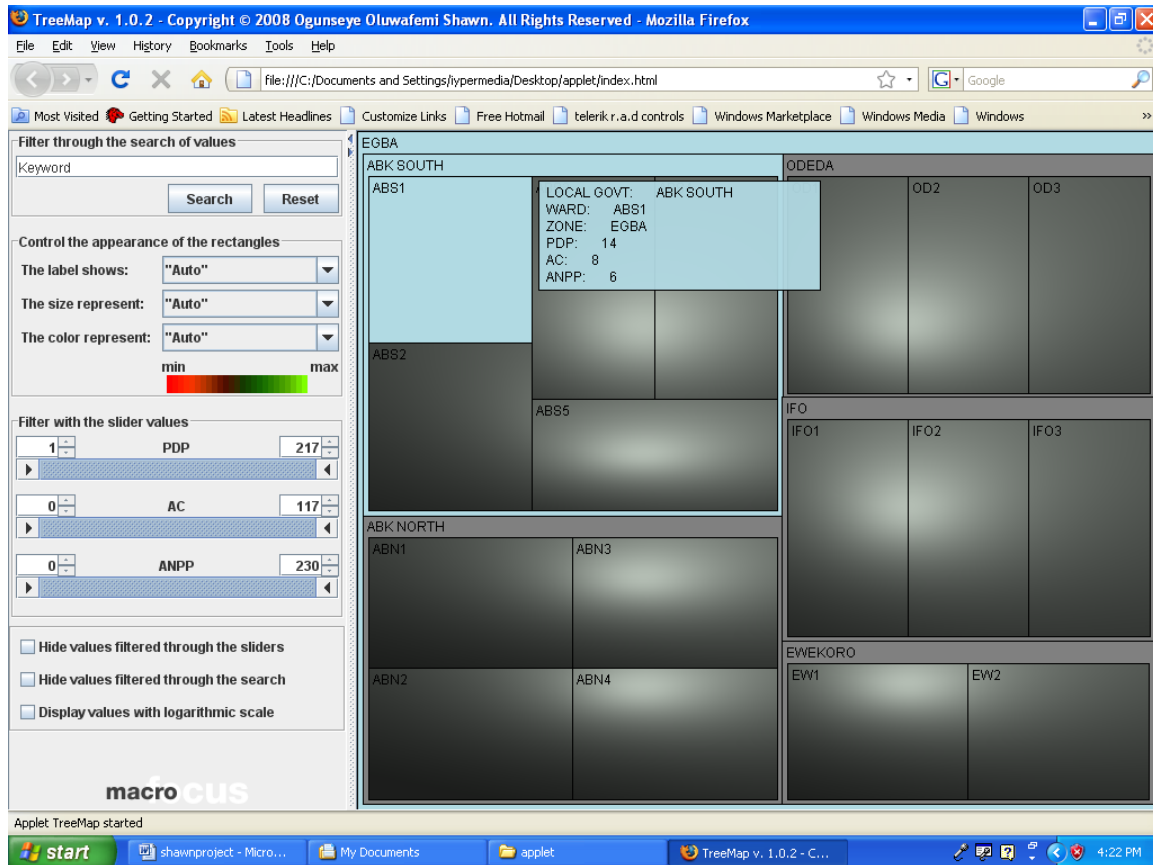 TreeMap v. 1.0.2 - Copyright © 2008 Ogunseye Oluwafemi Shawn. All Rights Reserved - Mozilla Firefox
File Edit View History Bookmarks Tools Help
file:///C:/Documents and Settings/iypermedia/Desktop/applet/index.html
G Google
Most Visited Getting Started Latest Headlines Customize Links Free Hotmail telerik r.a.d controls Windows Marketplace Windows Media Windows »
Filter through the search of values
Keyword
Search Reset
Control the appearance of the rectangles
The label shows: "Auto"
The size represent: "Auto"
The color represent: "Auto"
min max
Filter with the slider values
1 PDP 217
0 AC 117
0 ANPP 230
Hide values filtered through the sliders
Hide values filtered through the search
Display values with logarithmic scale
macrofocus
EGBA
ABK SOUTH
ABS1
LOCAL GOVT: ABK SOUTH
WARD: ABS1
ZONE: EGBA
PDP: 14
AC: 8
ANPP: 6
ABS2
ABS5
ODEDA
OD2 OD3
IFO
IFO1 IFO2 IFO3
ABK NORTH
ABN1 ABN3
ABN2 ABN4
EWEKORO
EW1 EW2
Applet TreeMap started
start shawnproject - Micro... My Documents applet TreeMap v. 1.0.2 - C... 4:22 PM